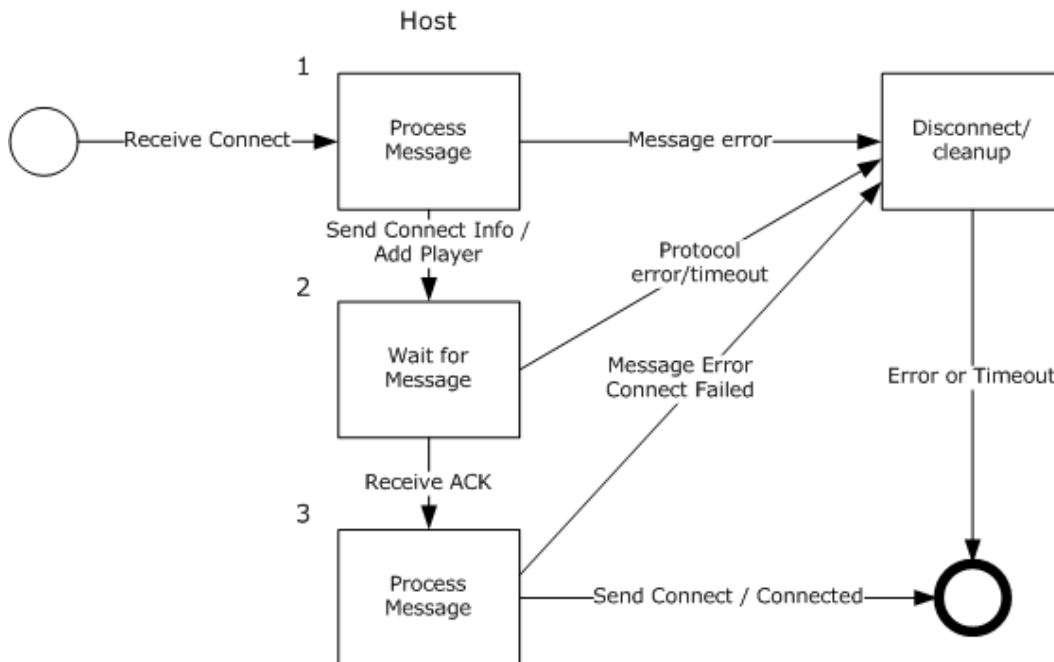 Host
1
Process
Message
Receive Connect
Message error
Disconnect/
cleanup
Send Connect Info /
Add Player
2
Wait for
Message
Protocol
error/timeout
Message Error
Connect Failed
Error or Timeout
Receive ACK
3
Process
Message
Send Connect / Connected